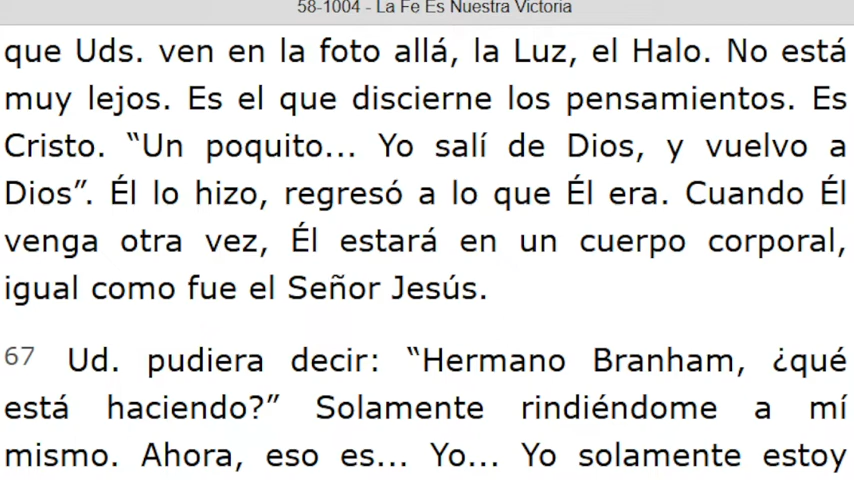 58-1004 - La Fe Es Nuestra Victoria
que Uds. ven en la foto allá, la Luz, el Halo. No está
muy lejos. Es el que discierne los pensamientos. Es
Cristo. “Un poquito... Yo salí de Dios, y vuelvo a
Dios”. Él lo hizo, regresó a lo que Él era. Cuando Él
venga otra vez, Él estará en un cuerpo corporal,
igual como fue el Señor Jesús.
67 Ud. pudiera decir: “Hermano Branham, ¿qué
está haciendo?” Solamente rindiéndome a mí
mismo. Ahora, eso es... Yo... Yo solamente estoy